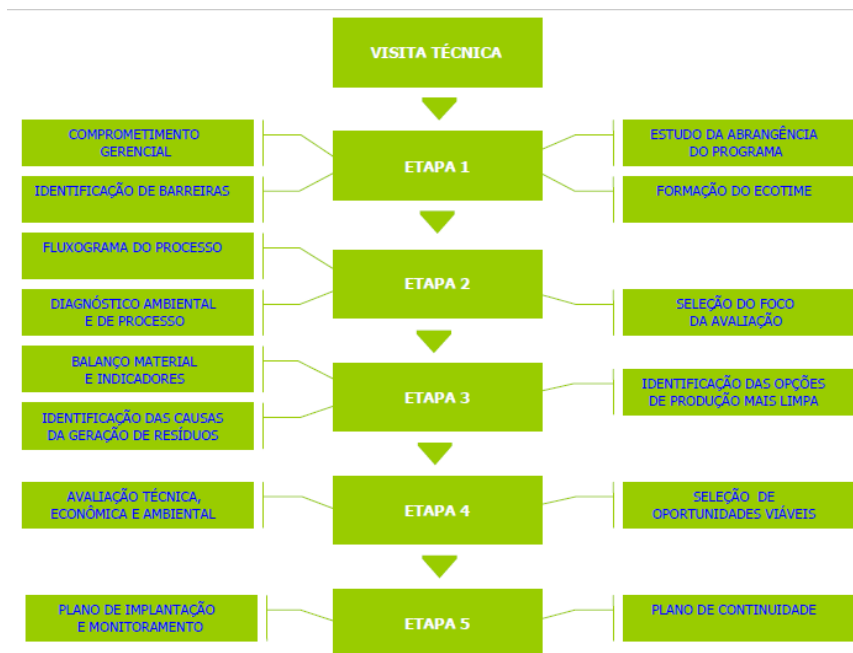 VISITA TÉCNICA
COMPROMETIMENTO
GERENCIAL
IDENTIFICAÇÃO DE BARREIRAS
ETAPA 1
ESTUDO DA ABRANGÊNCIA
DO PROGRAMA
FORMAÇÃO DO ECOTIME
FLUXOGRAMA DO PROCESSO
DIAGNÓSTICO AMBIENTAL
E DE PROCESSO
ETAPA 2
SELEÇÃO DO FOCO
DA AVALIAÇÃO
BALANÇO MATERIAL
E INDICADORES
IDENTIFICAÇÃO DAS CAUSAS
DA GERAÇÃO DE RESÍDUOS
ETAPA 3
IDENTIFICAÇÃO DAS OPÇÕES
DE PRODUÇÃO MAIS LIMPA
AVALIAÇÃO TÉCNICA,
ECONÔMICA E AMBIENTAL
ETAPA 4
SELEÇÃO DE
OPORTUNIDADES VIÁVEIS
PLANO DE IMPLANTAÇÃO
E MONITORAMENTO
ETAPA 5
PLANO DE CONTINUIDADE